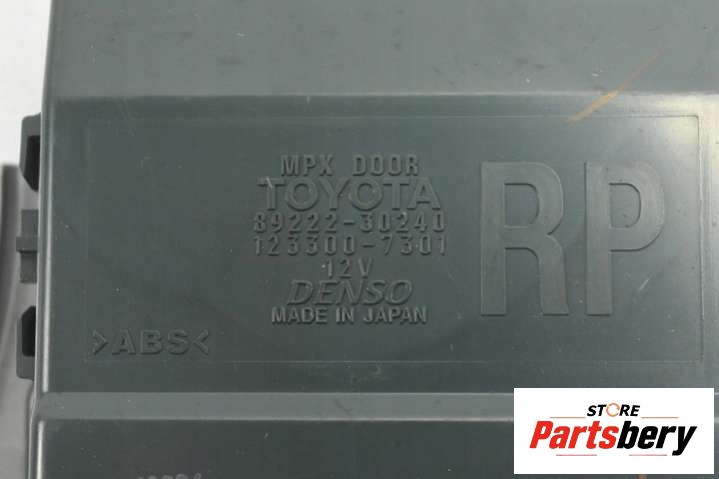 MPX DOOR
TOYOTA
89222-30240
123300-7301
12V
DENSO
MADE IN JAPAN
>ABS<
RP
STORE
Partsbery